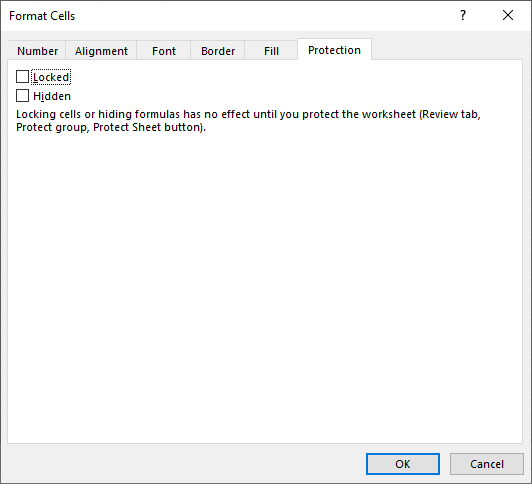 Format Cells
?
Number Alignment Font Border Fill Protection
Locked
Hidden
Locking cells or hiding formulas has no effect until you protect the worksheet (Review tab,
Protect group, Protect Sheet button).
OK Cancel